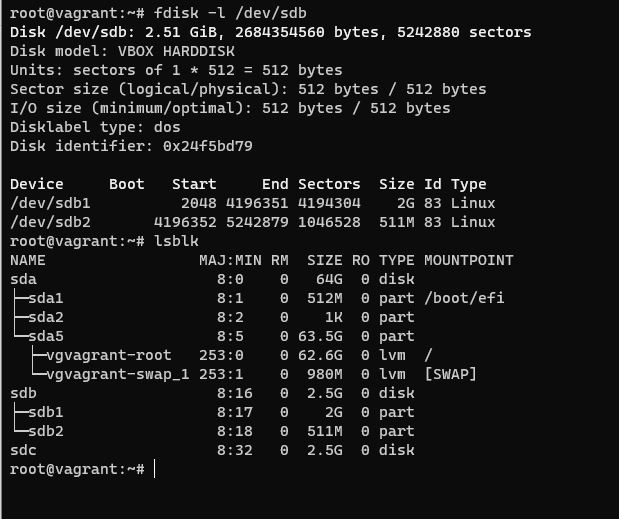 root@vagrant:~# fdisk -l /dev/sdb
Disk /dev/sdb: 2.51 GiB, 2684354560 bytes, 5242880 sectors
Disk model: VBOX HARDDISK
Units: sectors of 1 * 512 = 512 bytes
Sector size (logical/physical): 512 bytes / 512 bytes
I/O size (minimum/optimal): 512 bytes / 512 bytes
Disklabel type: dos
Disk identifier: 0x24f5bd79

Device     Boot   Start     End Sectors  Size Id Type
/dev/sdb1          2048 4196351 4194304    2G 83 Linux
/dev/sdb2       4196352 5242879 1046528  511M 83 Linux
root@vagrant:~# lsblk
NAME                 MAJ:MIN RM  SIZE RO TYPE MOUNTPOINT
sda                    8:0    0   64G  0 disk
├─sda1                 8:1    0  512M  0 part /boot/efi
├─sda2                 8:2    0    1K  0 part
└─sda5                 8:5    0 63.5G  0 part
  ├─vgvagrant-root   253:0    0 62.6G  0 lvm  /
  └─vgvagrant-swap_1 253:1    0  980M  0 lvm  [SWAP]
sdb                    8:16   0  2.5G  0 disk
├─sdb1                 8:17   0    2G  0 part
└─sdb2                 8:18   0  511M  0 part
sdc                    8:32   0  2.5G  0 disk
root@vagrant:~#